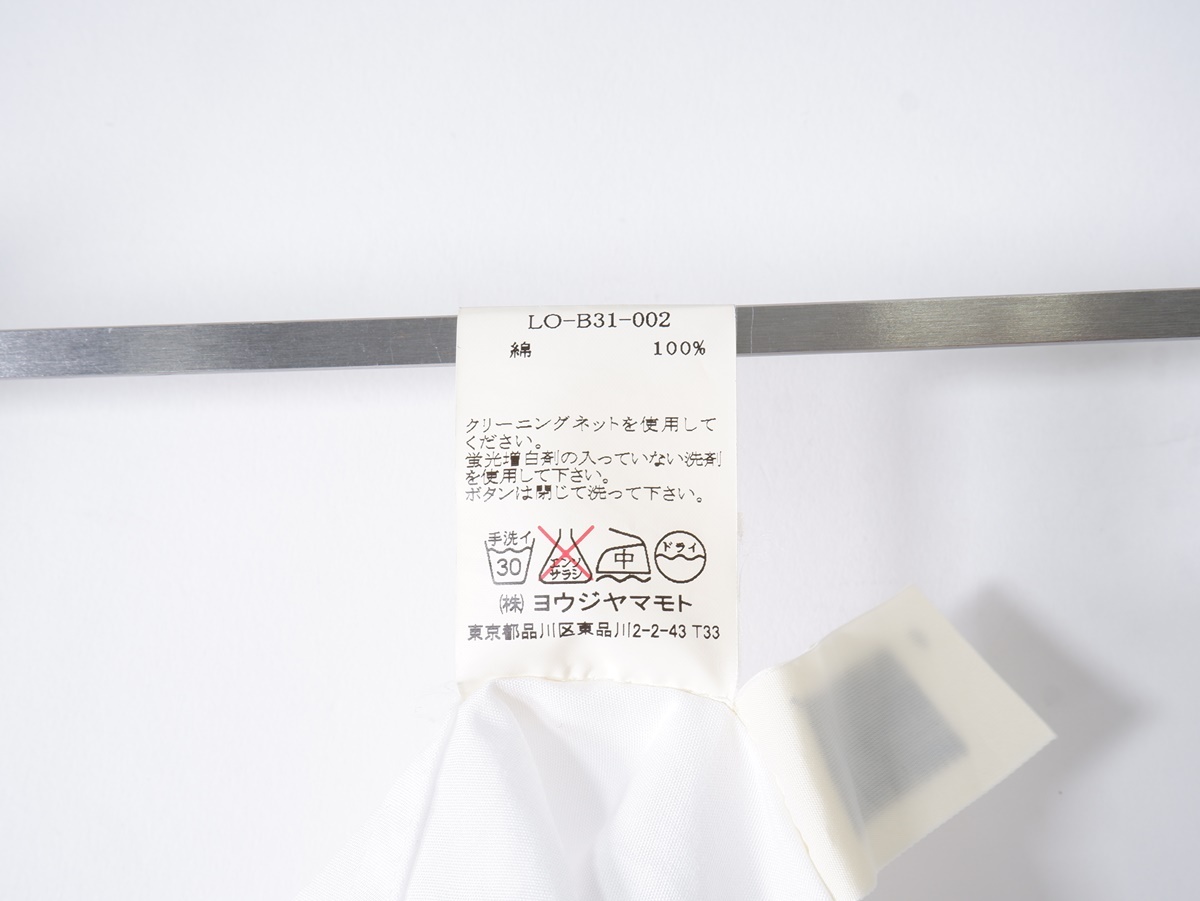 LO-B31-002
綿 100%
クリーニングネットを使用して
ください。
蛍光増白剤の入っていない洗剤
を使用して下さい。
ボタンは閉じて洗って下さい。
手洗イ 30 エンソ サラシ 中 ドライ
㈱ ヨウジヤマモト
東京都品川区東品川2-2-43 T33